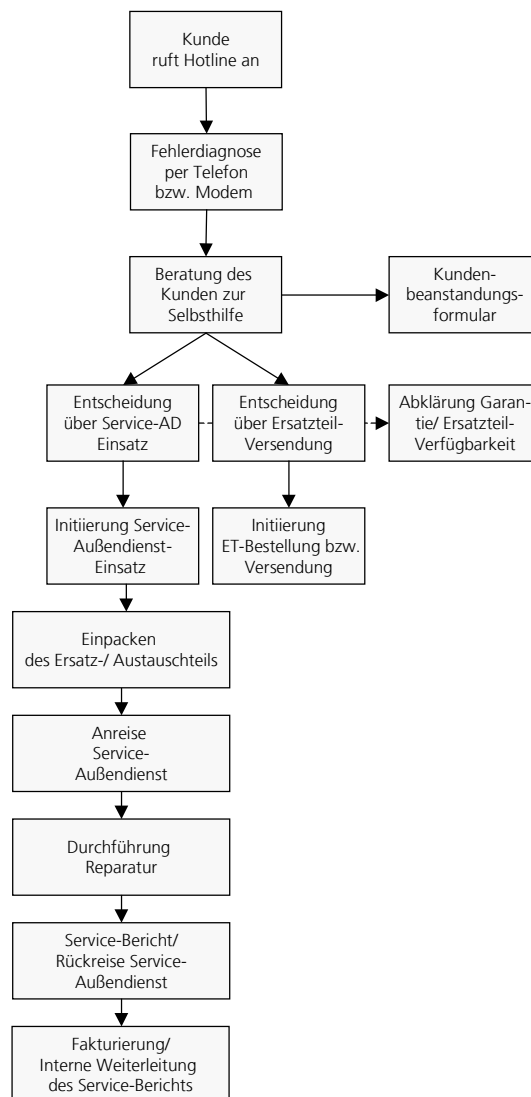 Kunde
ruft Hotline an
Fehlerdiagnose
per Telefon
bzw. Modem
Beratung des
Kunden zur
Selbsthilfe
Kunden-
beanstandungs-
formular
Entscheidung
über Service-AD
Einsatz
Entscheidung
über Ersatzteil-
Versendung
Abklärung Garan-
tie/ Ersatzteil-
Verfügbarkeit
Initiierung Service-
Außendienst-
Einsatz
Initiierung
ET-Bestellung bzw.
Versendung
Einpacken
des Ersatz-/ Austauschteils
Anreise
Service-
Außendienst
Durchführung
Reparatur
Service-Bericht/
Rückreise Service-
Außendienst
Fakturierung/
Interne Weiterleitung
des Service-Berichts